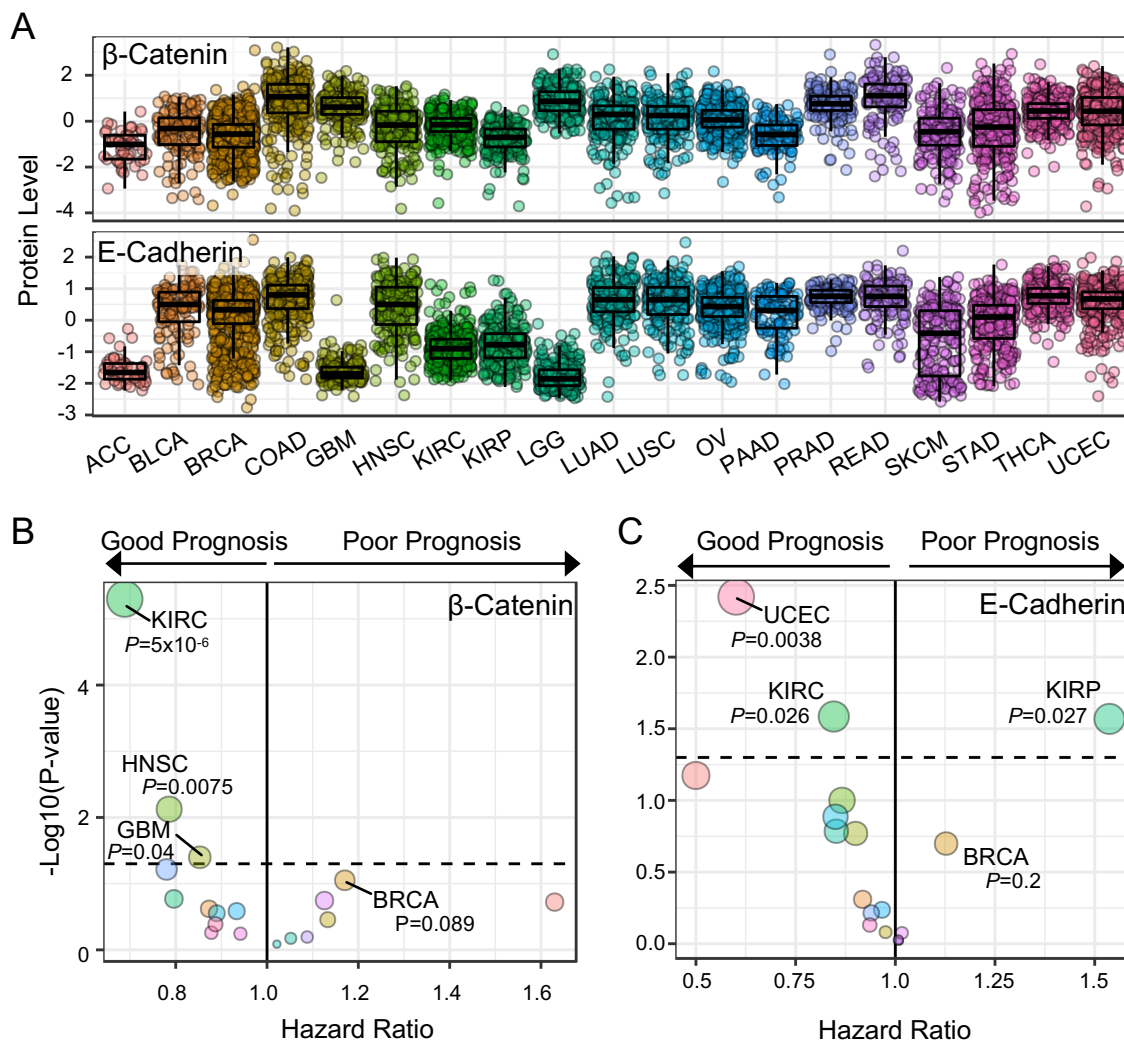 A
β-Catenin
2
0
-2
-4
Protein Level
E-Cadherin
2
1
0
-1
-2
-3
ACC BLCA BRCA COAD GBM HNSC KIRC KIRP LGG LUAD LUSC OV PAAD PRAD READ SKCM STAD THCA UCEC
B
Good Prognosis Poor Prognosis
β-Catenin
KIRC
P=5x10⁻⁶
4
HNSC
P=0.0075
2
GBM
P=0.04
BRCA
P=0.089
0
-Log10(P-value)
0.8 1.0 1.2 1.4 1.6
Hazard Ratio
C
Good Prognosis Poor Prognosis
2.5
E-Cadherin
UCEC
P=0.0038
2.0
KIRC
P=0.026
KIRP
P=0.027
1.5
1.0
BRCA
P=0.2
0.5
0.0
0.5 0.75 1.0 1.25 1.5
Hazard Ratio